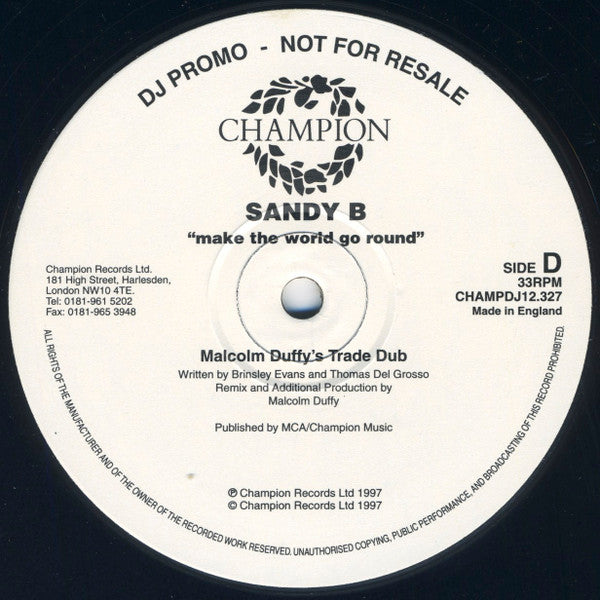 DJ PROMO - NOT FOR RESALE
CHAMPION
SANDY B
“make the world go round”
Champion Records Ltd.
181 High Street, Harlesden,
London NW10 4TE.
Tel: 0181-961 5202
Fax: 0181-965 3948
SIDE D
33RPM
CHAMPDJ12.327
Made in England
Malcolm Duffy's Trade Dub
Written by Brinsley Evans and Thomas Del Grosso
Remix and Additional Production by
Malcolm Duffy
Published by MCA/Champion Music
℗ Champion Records Ltd 1997
© Champion Records Ltd 1997
ALL RIGHTS OF THE MANUFACTURER AND OF THE OWNER OF THE RECORDED WORK RESERVED. UNAUTHORISED COPYING, PUBLIC PERFORMANCE, AND BROADCASTING OF THIS RECORD PROHIBITED.